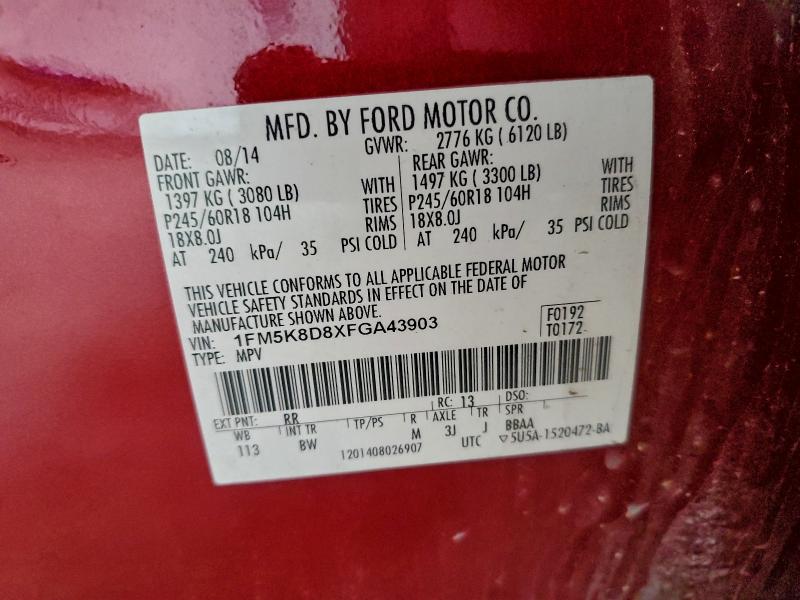 MFD. BY FORD MOTOR CO.
DATE: 08/14 GVWR: 2776 KG ( 6120 LB)
FRONT GAWR: REAR GAWR:
1397 KG ( 3080 LB) WITH 1497 KG ( 3300 LB) WITH
P245/60R18 104H TIRES P245/60R18 104H TIRES
18X8.0J RIMS 18X8.0J RIMS
AT 240 kPa/ 35 PSI COLD AT 240 kPa/ 35 PSI COLD
THIS VEHICLE CONFORMS TO ALL APPLICABLE FEDERAL MOTOR
VEHICLE SAFETY STANDARDS IN EFFECT ON THE DATE OF
MANUFACTURE SHOWN ABOVE.
VIN: 1FM5K8D8XFGA43903 F0192
TYPE: MPV T0172
EXT PNT: RR RC: 13 DSO:
WB INT TR TP/PS R AXLE TR SPR
113 BW M 3J J BBAA
1201408026907 UTC ▽5U5A-1520472-BA